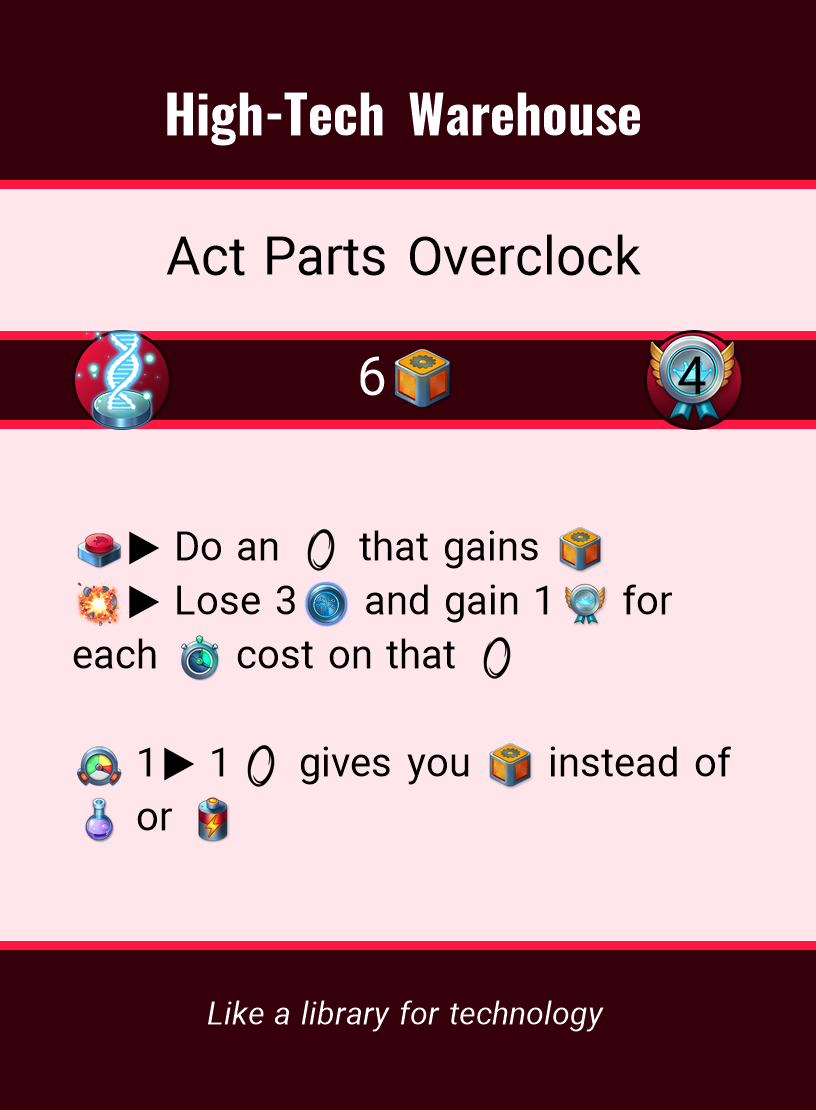 High-Tech Warehouse
Act Parts Overclock
6
4
Do an that gains
Lose 3 and gain 1 for
each cost on that
1 1 gives you instead of
or
Like a library for technology